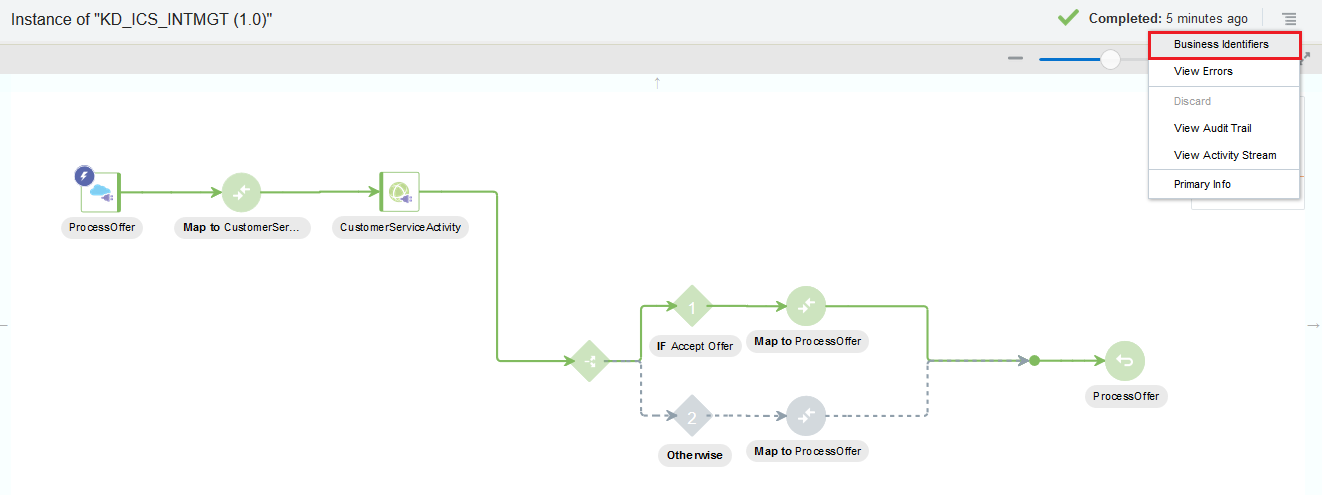 Instance of "KD_ICS_INTMGT (1.0)"
Completed: 5 minutes ago
Business Identifiers
View Errors
Discard
View Audit Trail
View Activity Stream
Primary Info
ProcessOffer
Map to CustomerSer...
CustomerServiceActivity
1
IF Accept Offer
Map to ProcessOffer
ProcessOffer
2
Otherwise
Map to ProcessOffer